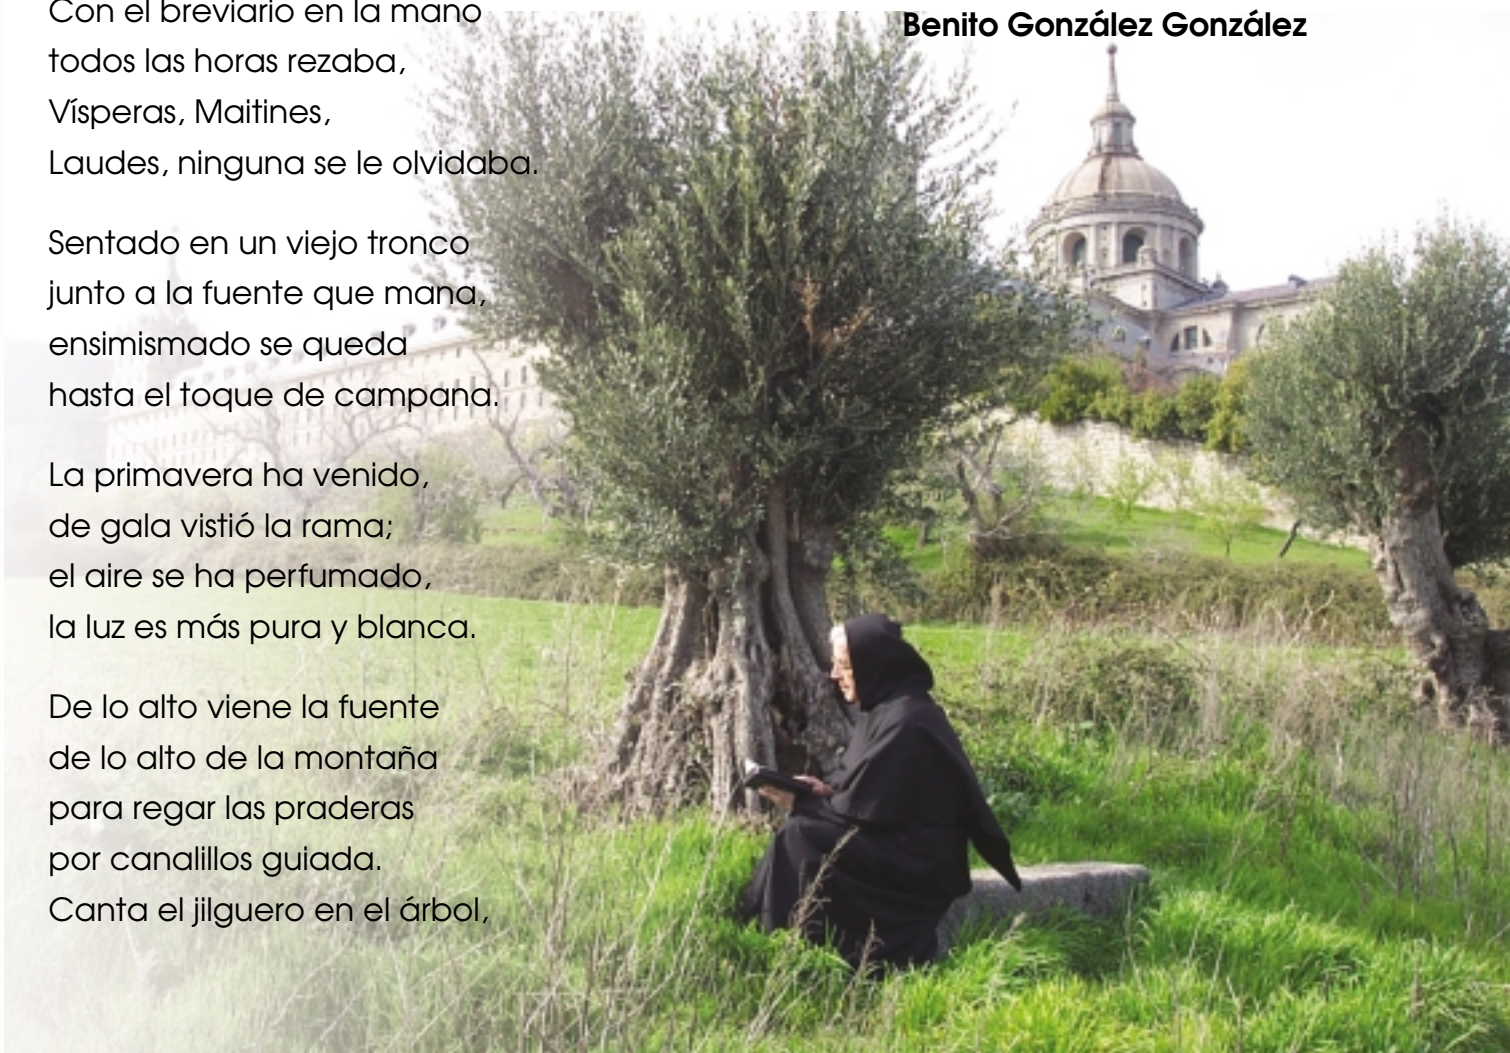 Con el breviario en la mano
todos las horas rezaba,
Vísperas, Maitines,
Laudes, ninguna se le olvidaba.
Sentado en un viejo tronco
junto a la fuente que mana,
ensimismado se queda
hasta el toque de campana.
La primavera ha venido,
de gala vistió la rama;
el aire se ha perfumado,
la luz es más pura y blanca.
De lo alto viene la fuente
de lo alto de la montaña
para regar las praderas
por canalillos guiada.
Canta el jilguero en el árbol,
Benito González González